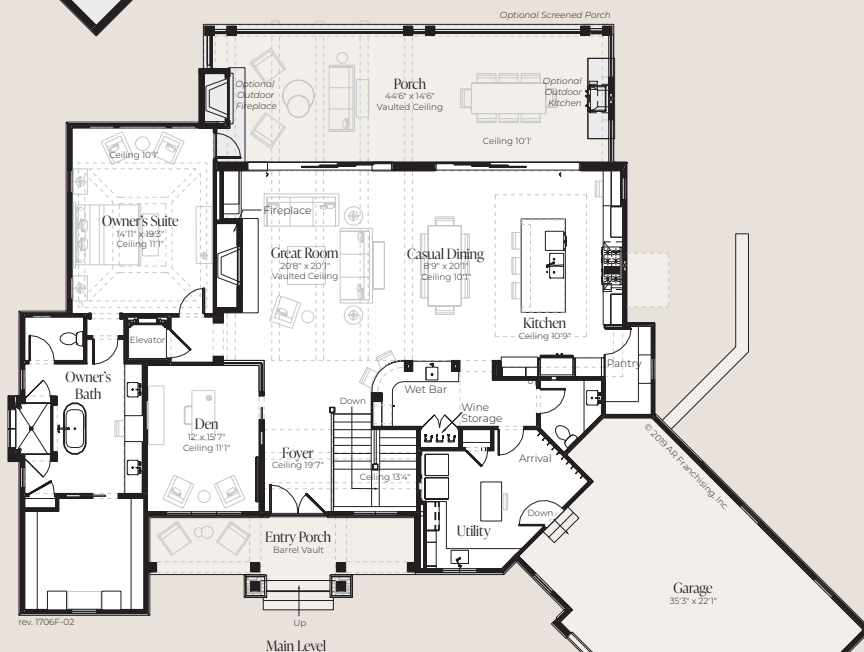 Optional Screened Porch
Porch
44'6" x 14'6"
Vaulted Ceiling
Optional
Outdoor
Fireplace
Optional
Outdoor
Kitchen
Ceiling 10'1'
Ceiling 10'1"
Owner's Suite
14'11" x 19'3"
Ceiling 11'1"
Fireplace
Great Room
20'8" x 20'1"
Vaulted Ceiling
Casual Dining
8'9" x 20'1"
Ceiling 10'1"
Kitchen
Ceiling 10'9"
Elevator
Pantry
Owner's
Bath
Wet Bar
Wine
Storage
Down
Den
12' x 15'7"
Ceiling 11'1"
Foyer
Ceiling 19'7"
Ceiling 13'4"
Arrival
© 2019 AR Franchising, Inc.
Down
Utility
Entry Porch
Barrel Vault
Garage
35'3" x 22'1"
Up
rev. 1706F-02
Main Level